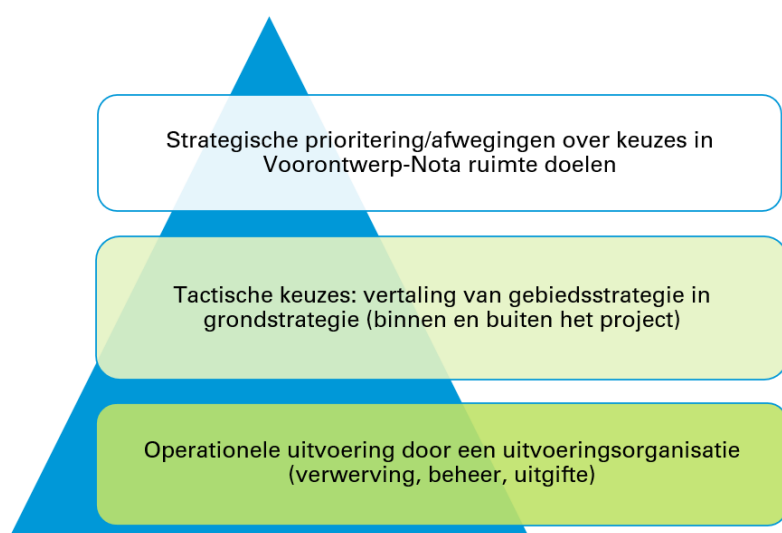 Strategische prioritering/afwegingen over keuzes in
Voorontwerp-Nota ruimte doelen
Tactische keuzes: vertaling van gebiedsstrategie in
grondstrategie (binnen en buiten het project)
Operationele uitvoering door een uitvoeringsorganisatie
(verwerving, beheer, uitgifte)